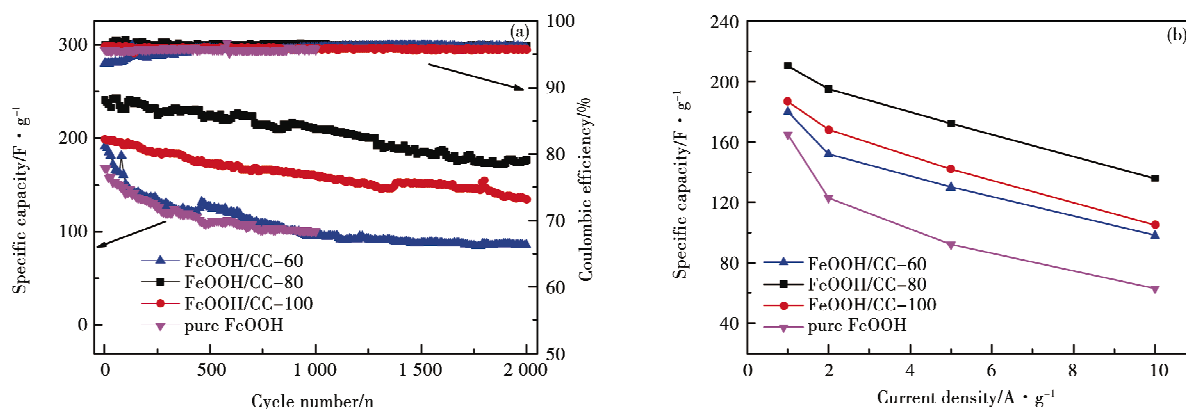 (a)
300
200
100
0
Specific capacity/F・g⁻¹
100
90
80
70
60
50
Coulombic efficiency/%
FeOOH/CC-60
FeOOH/CC-80
FeOOH/CC-100
pure FeOOH
0 500 1 000 1 500 2 000
Cycle number/n
(b)
240
200
160
120
80
40
Specific capacity/F・g⁻¹
FeOOH/CC-60
FeOOH/CC-80
FeOOH/CC-100
pure FeOOH
0 2 4 6 8 10
Current density/A・g⁻¹